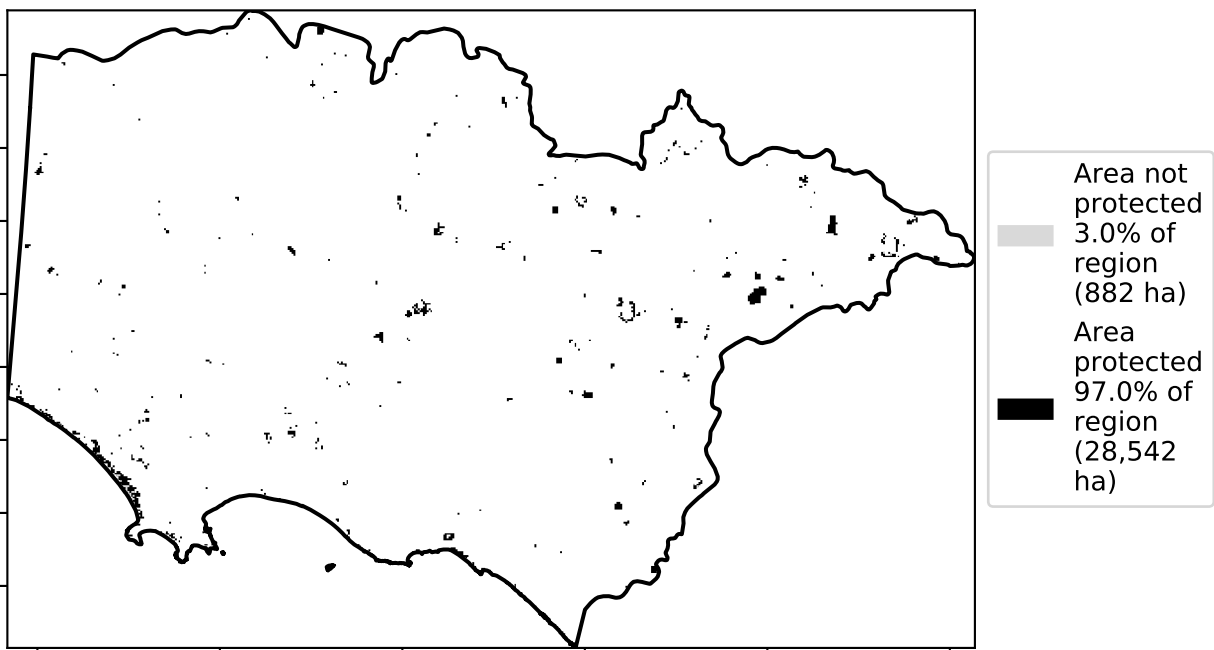 Area not
protected
3.0% of
region
(882 ha)
Area
protected
97.0% of
region
(28,542
ha)